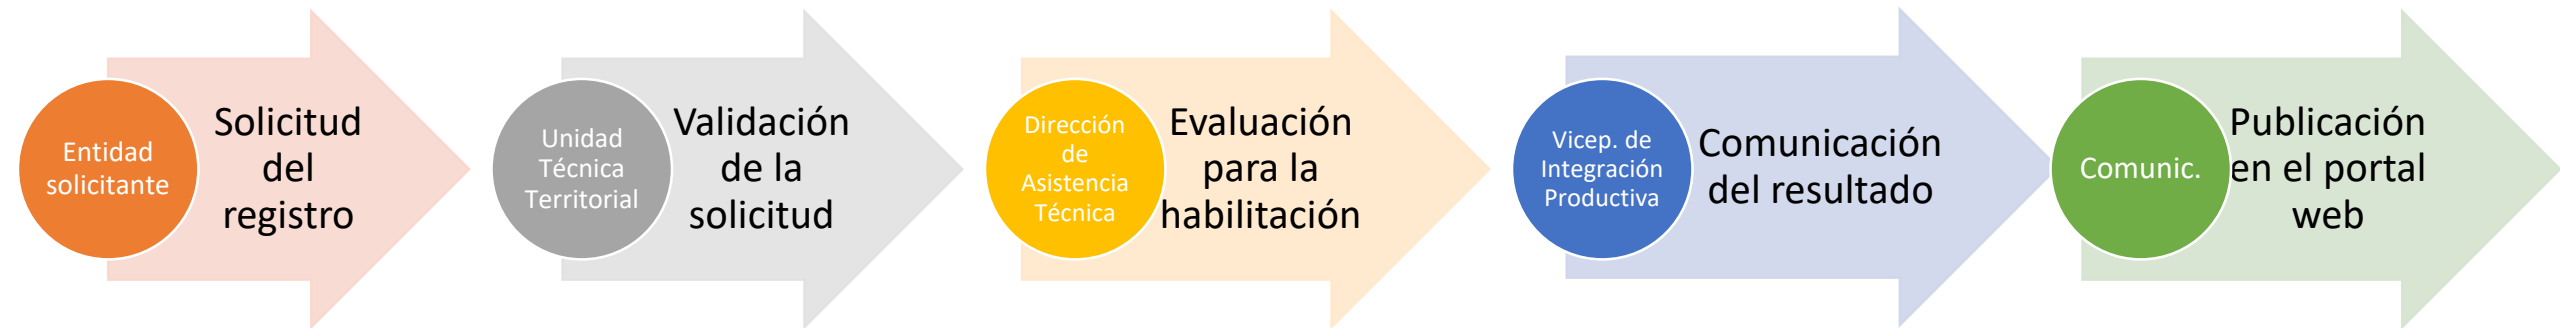 Entidad
solicitante
Solicitud
del
registro
Unidad
Técnica
Territorial
Validación
de la
solicitud
Dirección
de
Asistencia
Técnica
Evaluación
para la
habilitación
Vicep. de
Integración
Productiva
Comunicación
del resultado
Comunic.
Publicación
en el portal
web